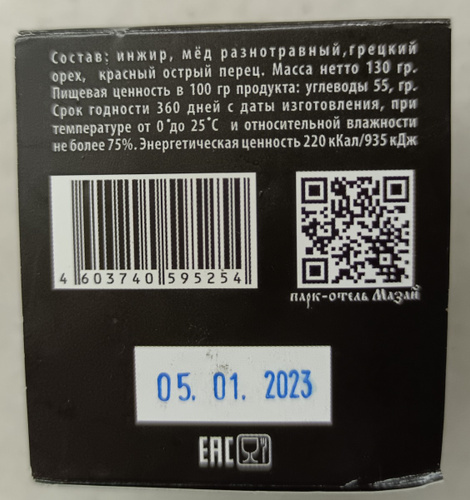 Состав: инжир, мёд разнотравный,грецкий
орех, красный острый перец. Масса нетто 130 гр.
Пищевая ценность в 100 гр продукта: углеводы 55, гр.
Срок годности 360 дней с даты изготовления, при
температуре от 0˚до 25˚С и относительной влажности
не более 75%. Энергетическая ценность 220 кКал/935 кДж
4 603740 595254
парк-отель Мазай
05. 01. 2023
EAC